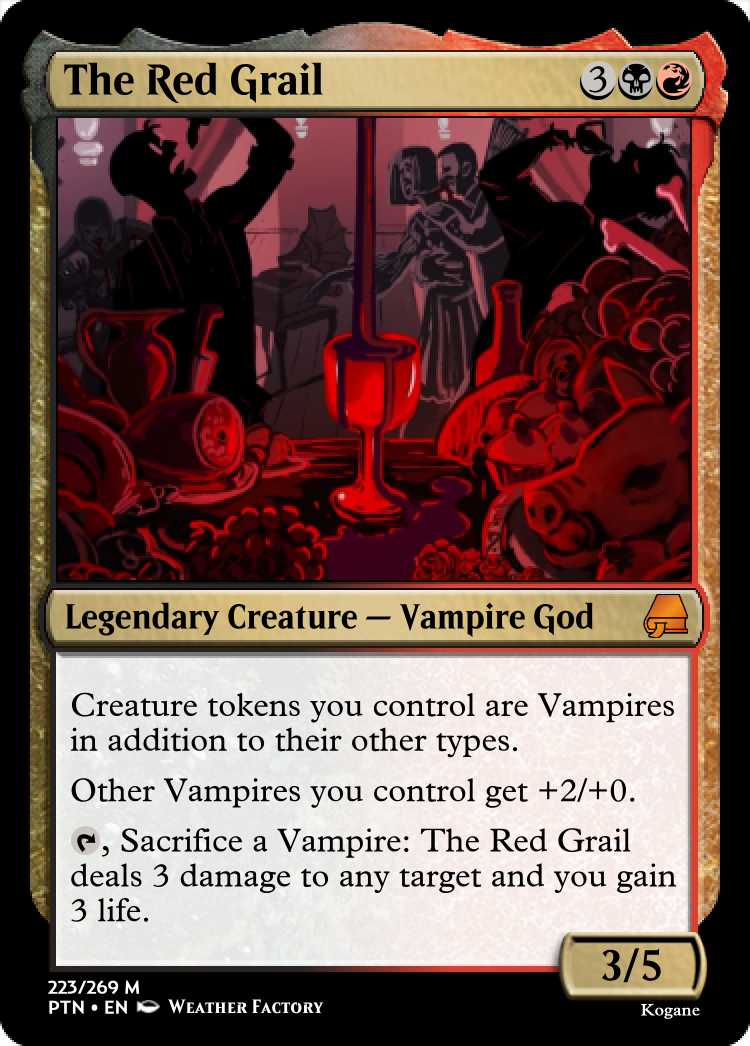 The Red Grail 3
Legendary Creature — Vampire God
Creature tokens you control are Vampires
in addition to their other types.
Other Vampires you control get +2/+0.
, Sacrifice a Vampire: The Red Grail
deals 3 damage to any target and you gain
3 life.
3/5
223/269 M
PTN • EN Weather Factory
Kogane